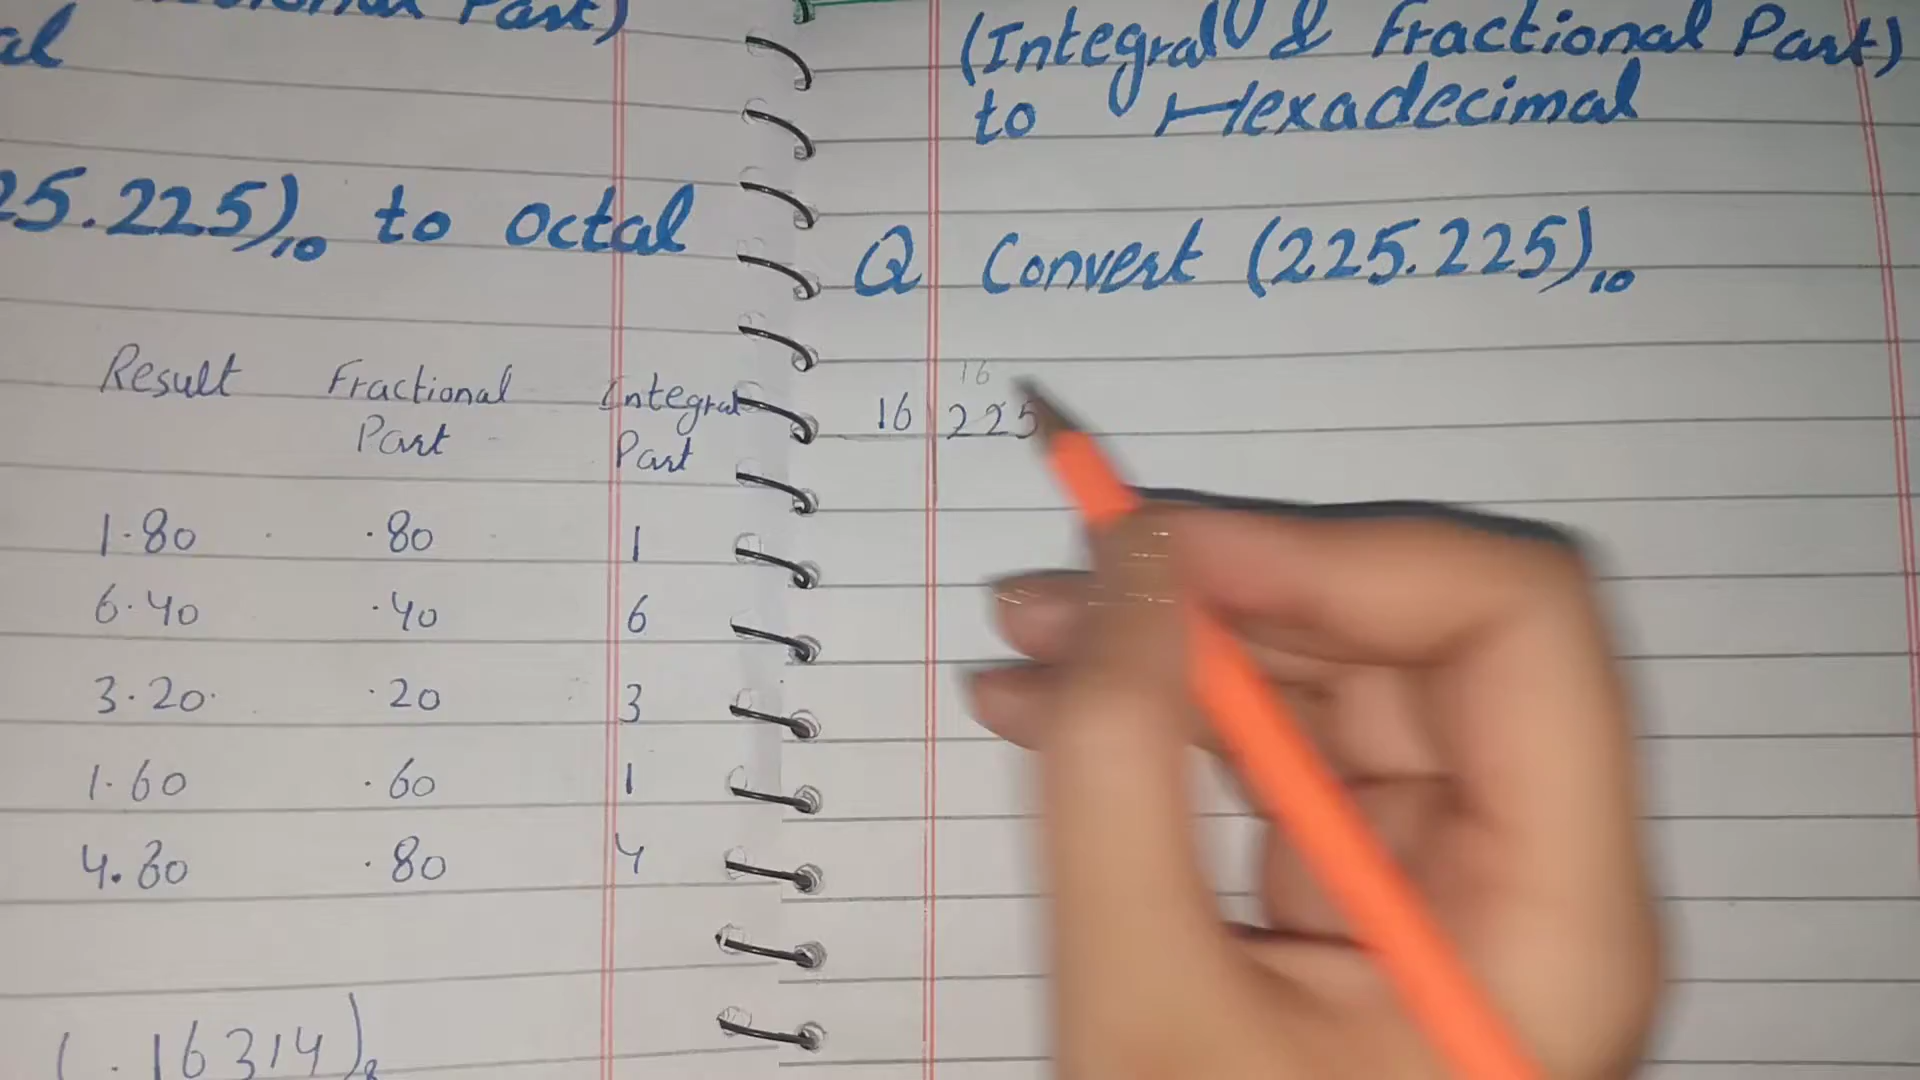 Part)
al
25.225)10 to octal
Result Fractional Part Integral Part
1.80 .80 1
6.40 .40 6
3.20 .20 3
1.60 .60 1
4.80 .80 4
(.16314)8
(Integral & Fractional Part)
to Hexadecimal
Q Convert (225.225)10
16
16 225